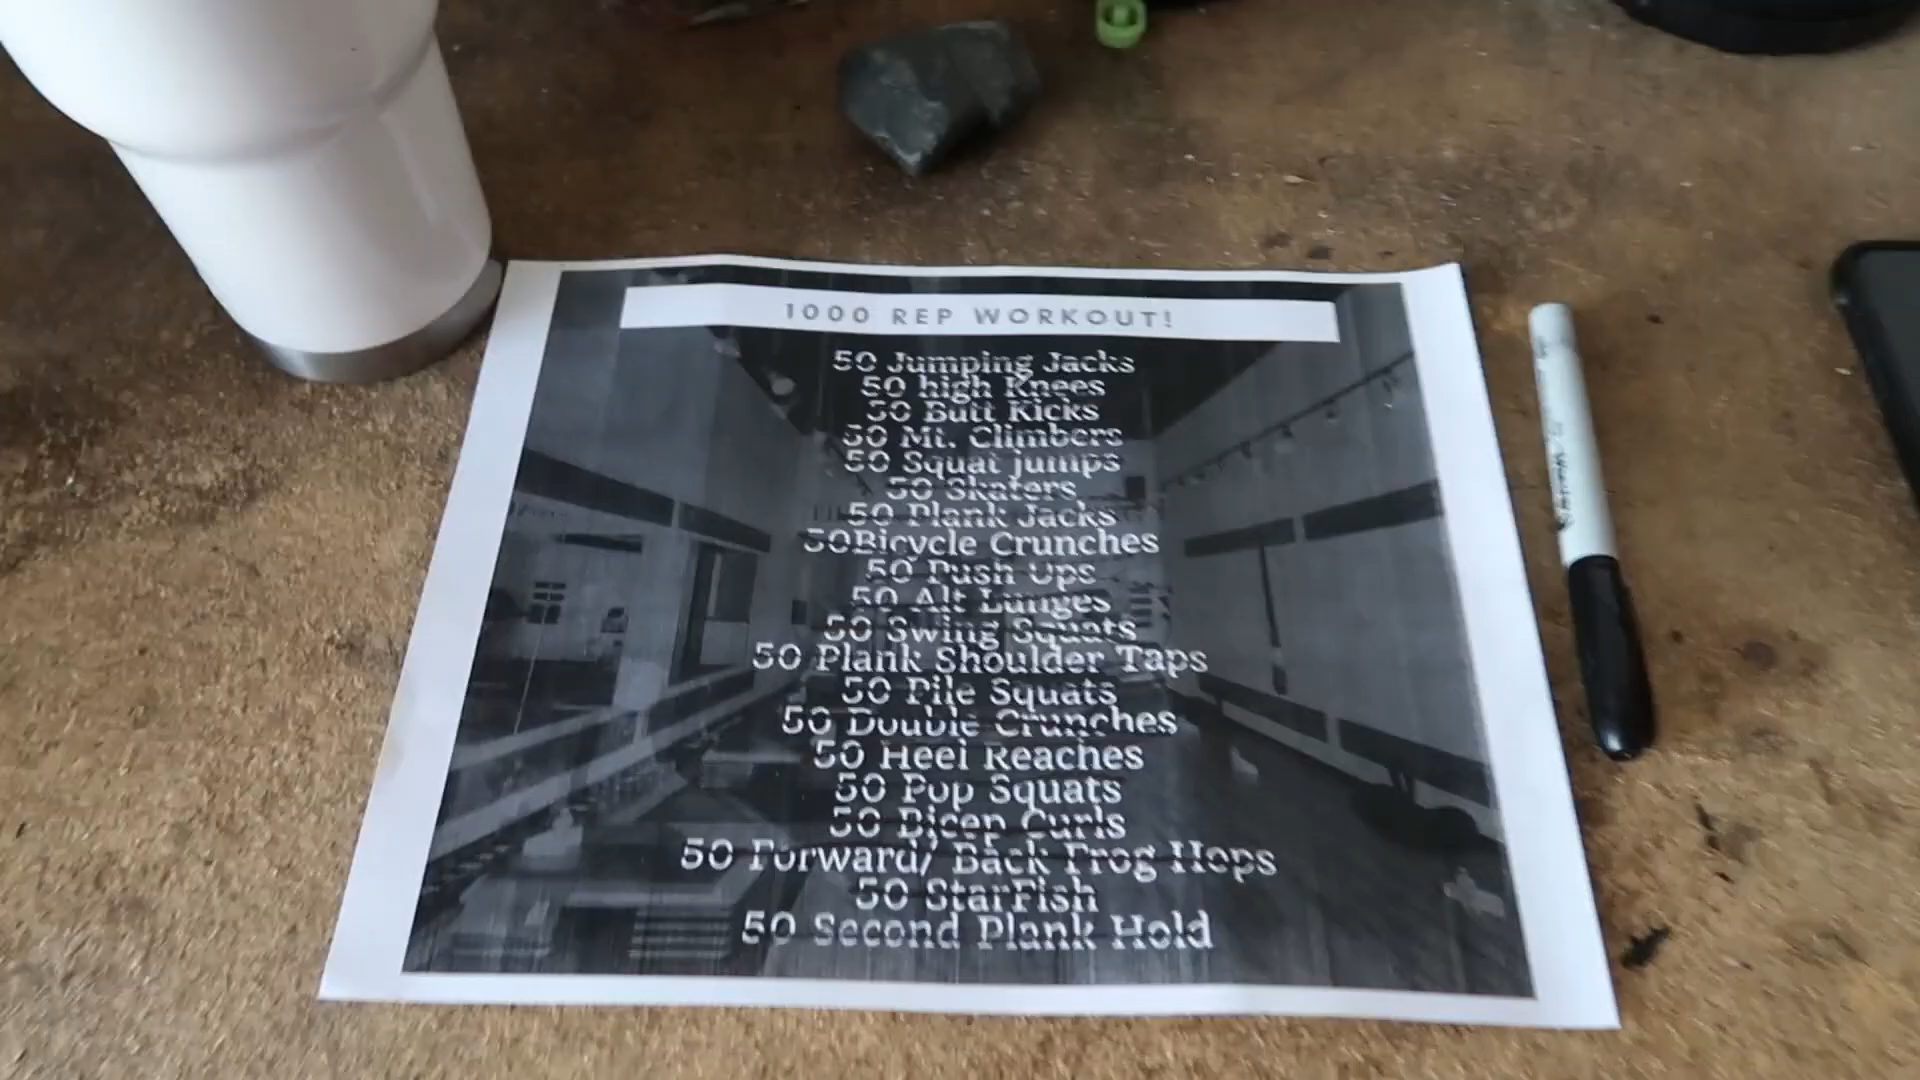 1000 REP WORKOUT!
50 Jumping Jacks
50 high Knees
50 Butt Kicks
50 Mt. Climbers
50 Squat jumps
50 Skaters
50 Plank Jacks
50Bicycle Crunches
50 Push Ups
50 Alt Lunges
50 Swing Squats
50 Plank Shoulder Taps
50 Pile Squats
50 Double Crunches
50 Heel Reaches
50 Pop Squats
50 Bicep Curls
50 Forward/ Back Frog Hops
50 StarFish
50 Second Plank Hold